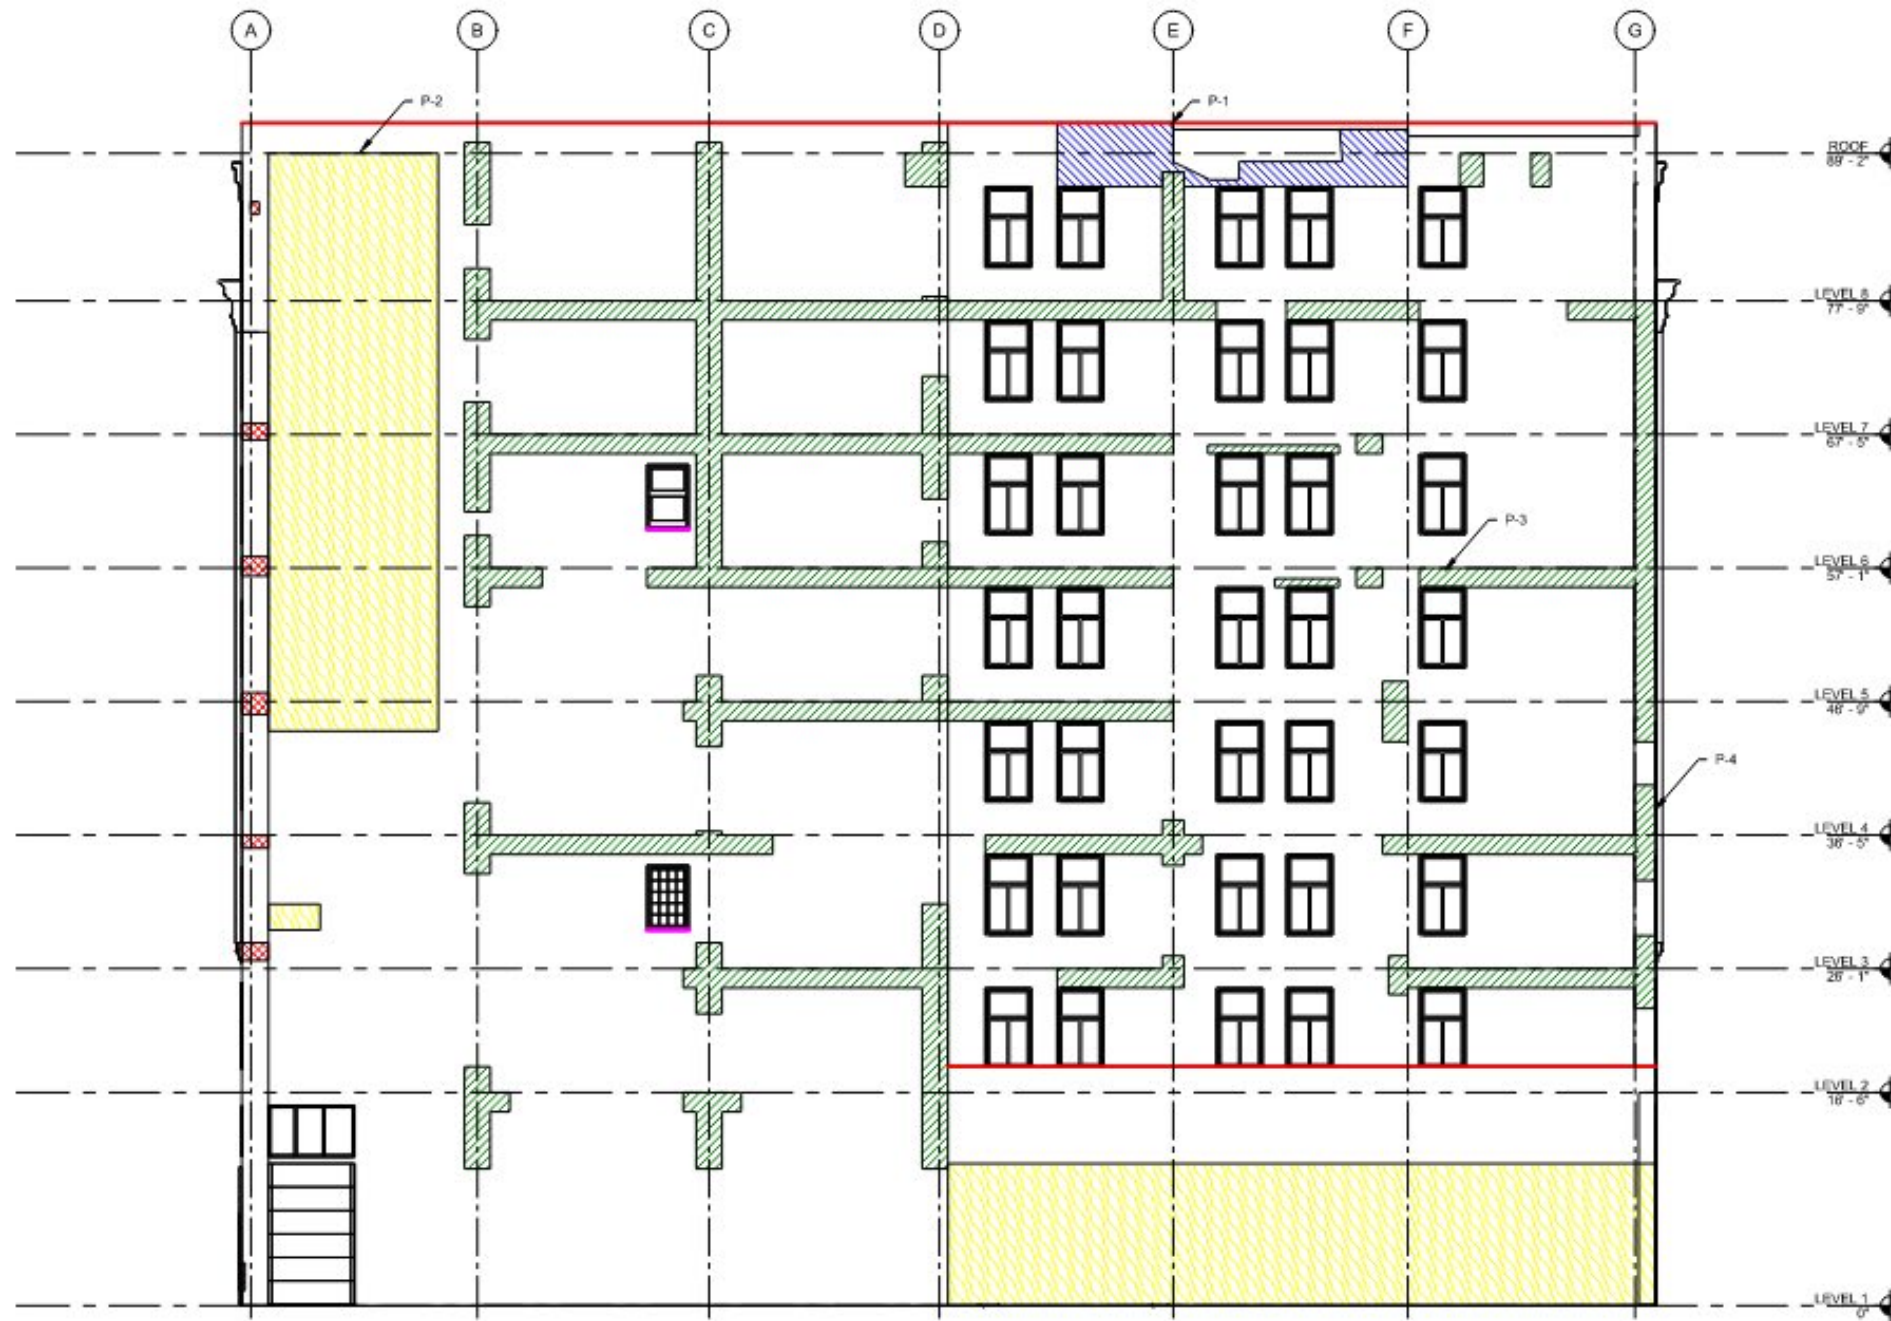 A B C D E F G
P-2
P-1
ROOF
89' - 2"
LEVEL 8
77' - 9"
LEVEL 7
67' - 5"
P-3
LEVEL 6
57' - 1"
LEVEL 5
46' - 9"
P-4
LEVEL 4
36' - 5"
LEVEL 3
26' - 1"
LEVEL 2
16' - 6"
LEVEL 1
0"